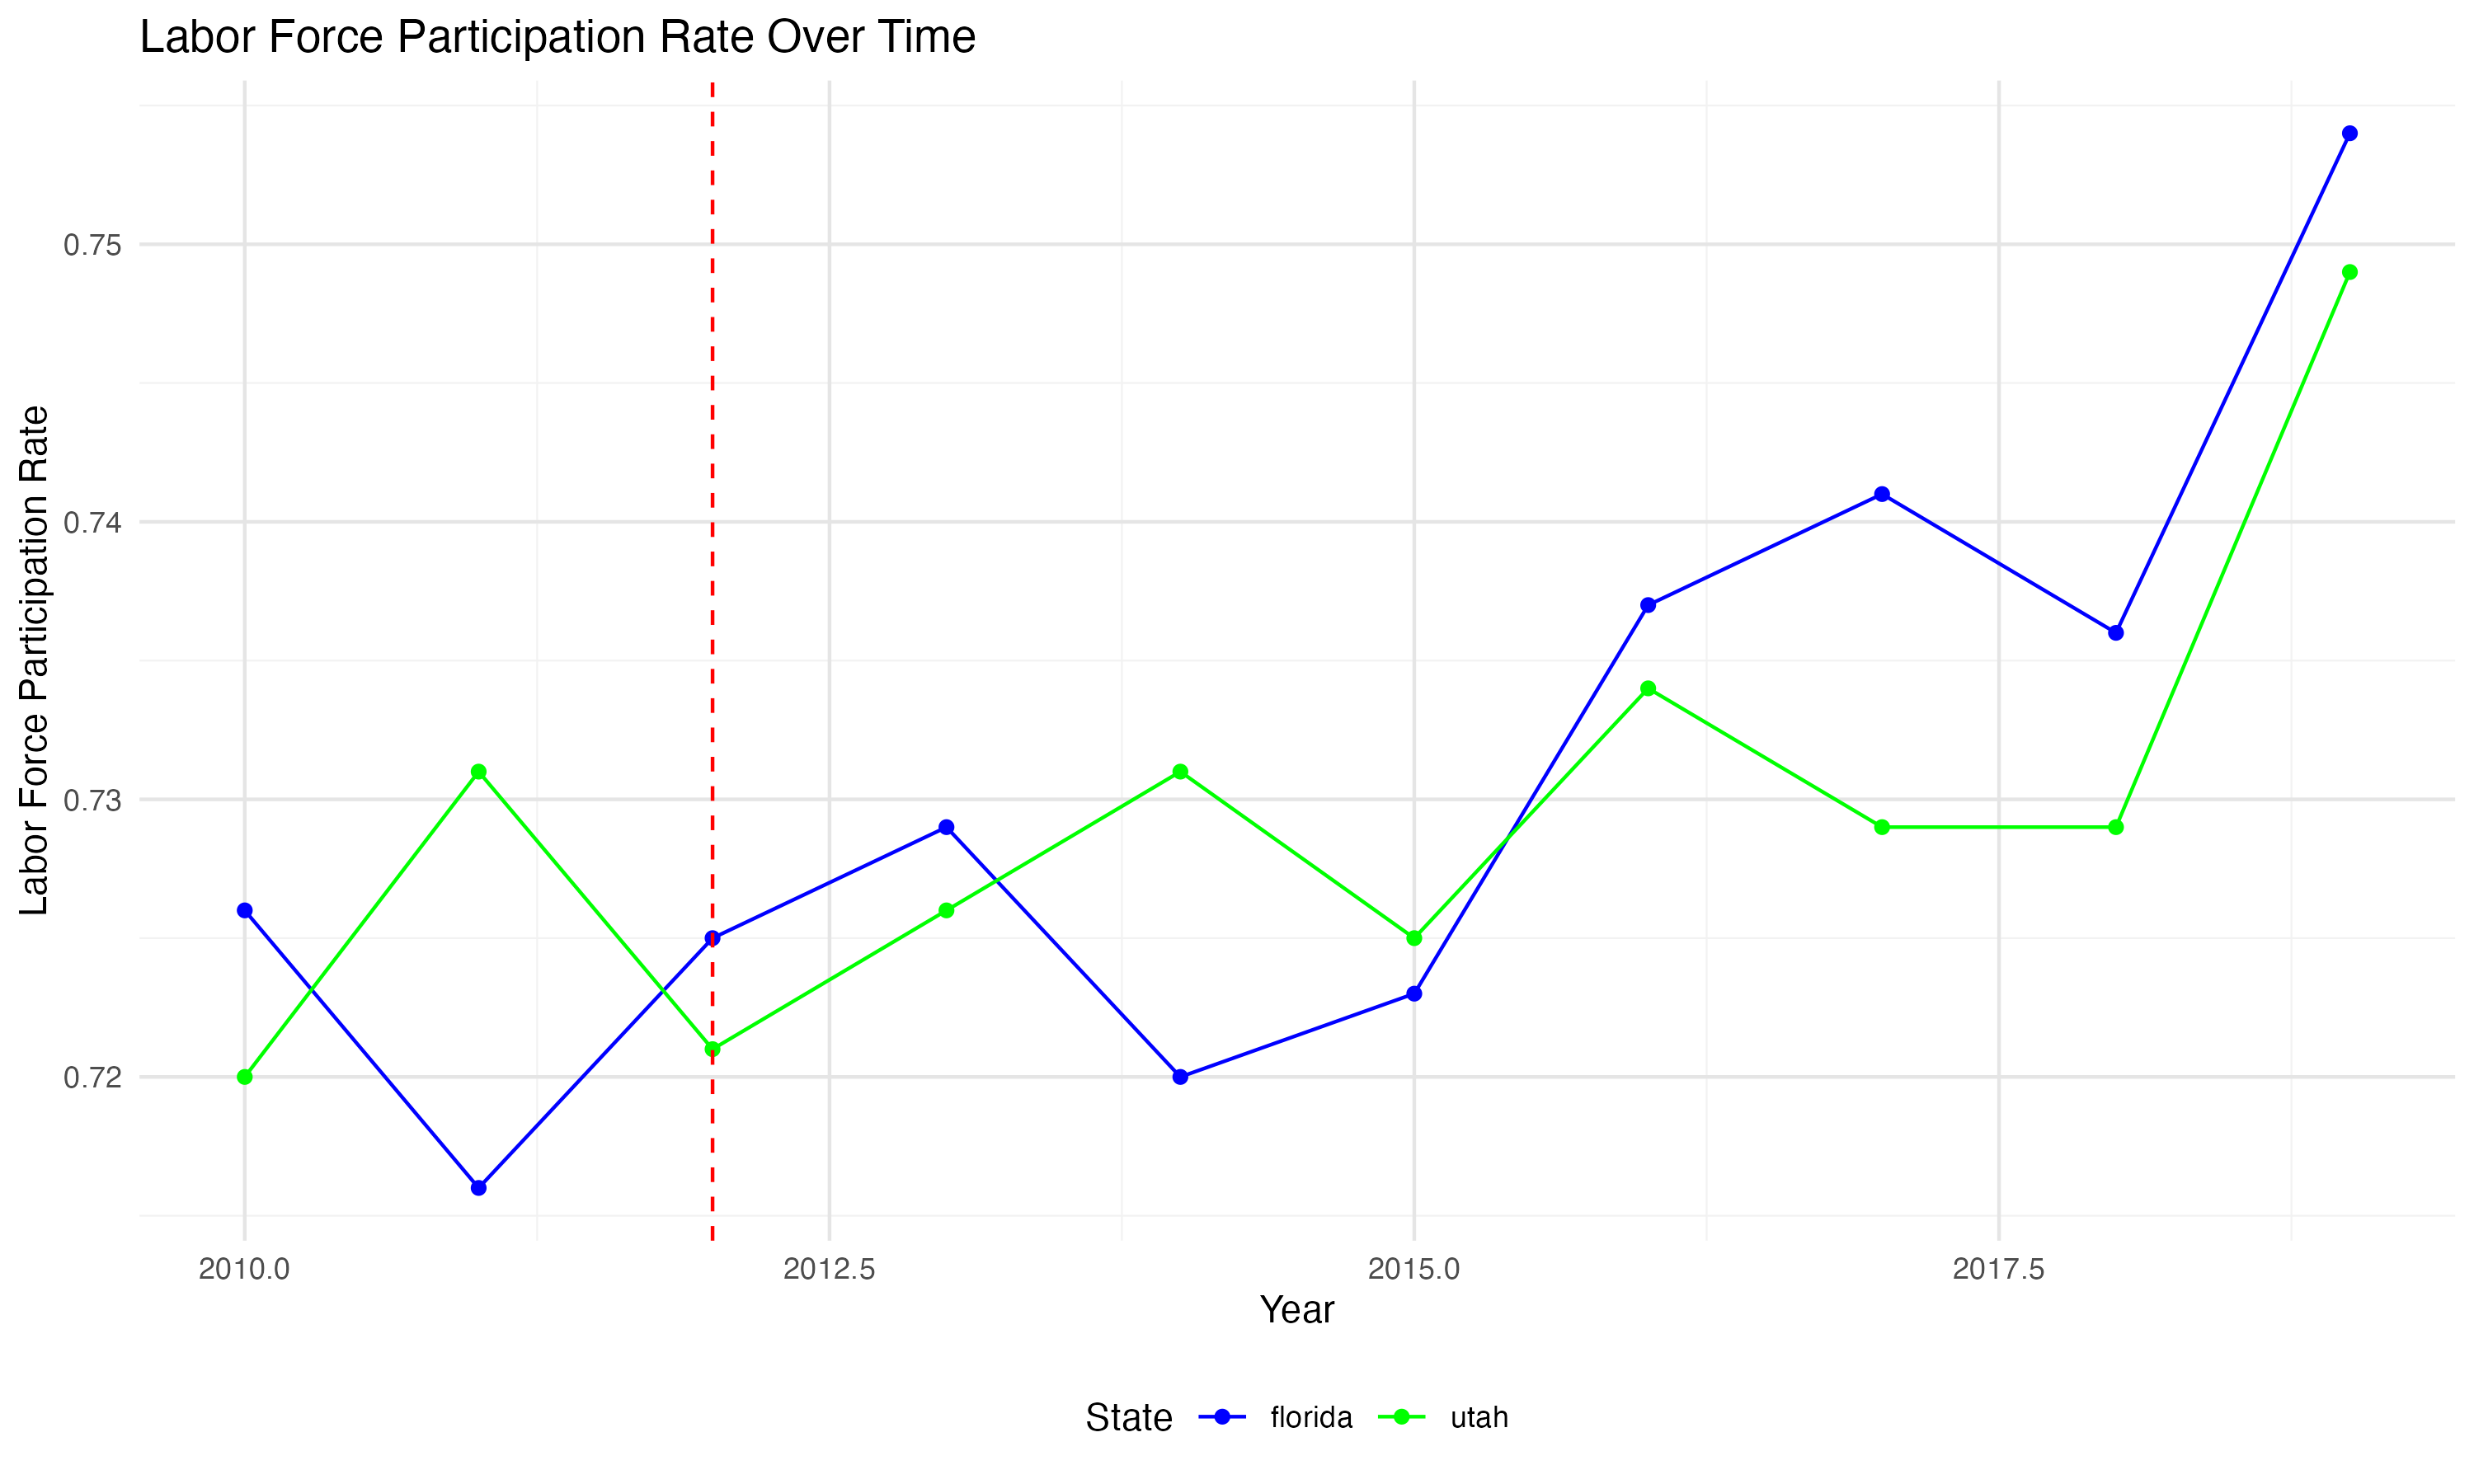 Labor Force Participation Rate Over Time
Labor Force Participation Rate
0.75
0.74
0.73
0.72
2010.0 2012.5 2015.0 2017.5
Year
State florida utah